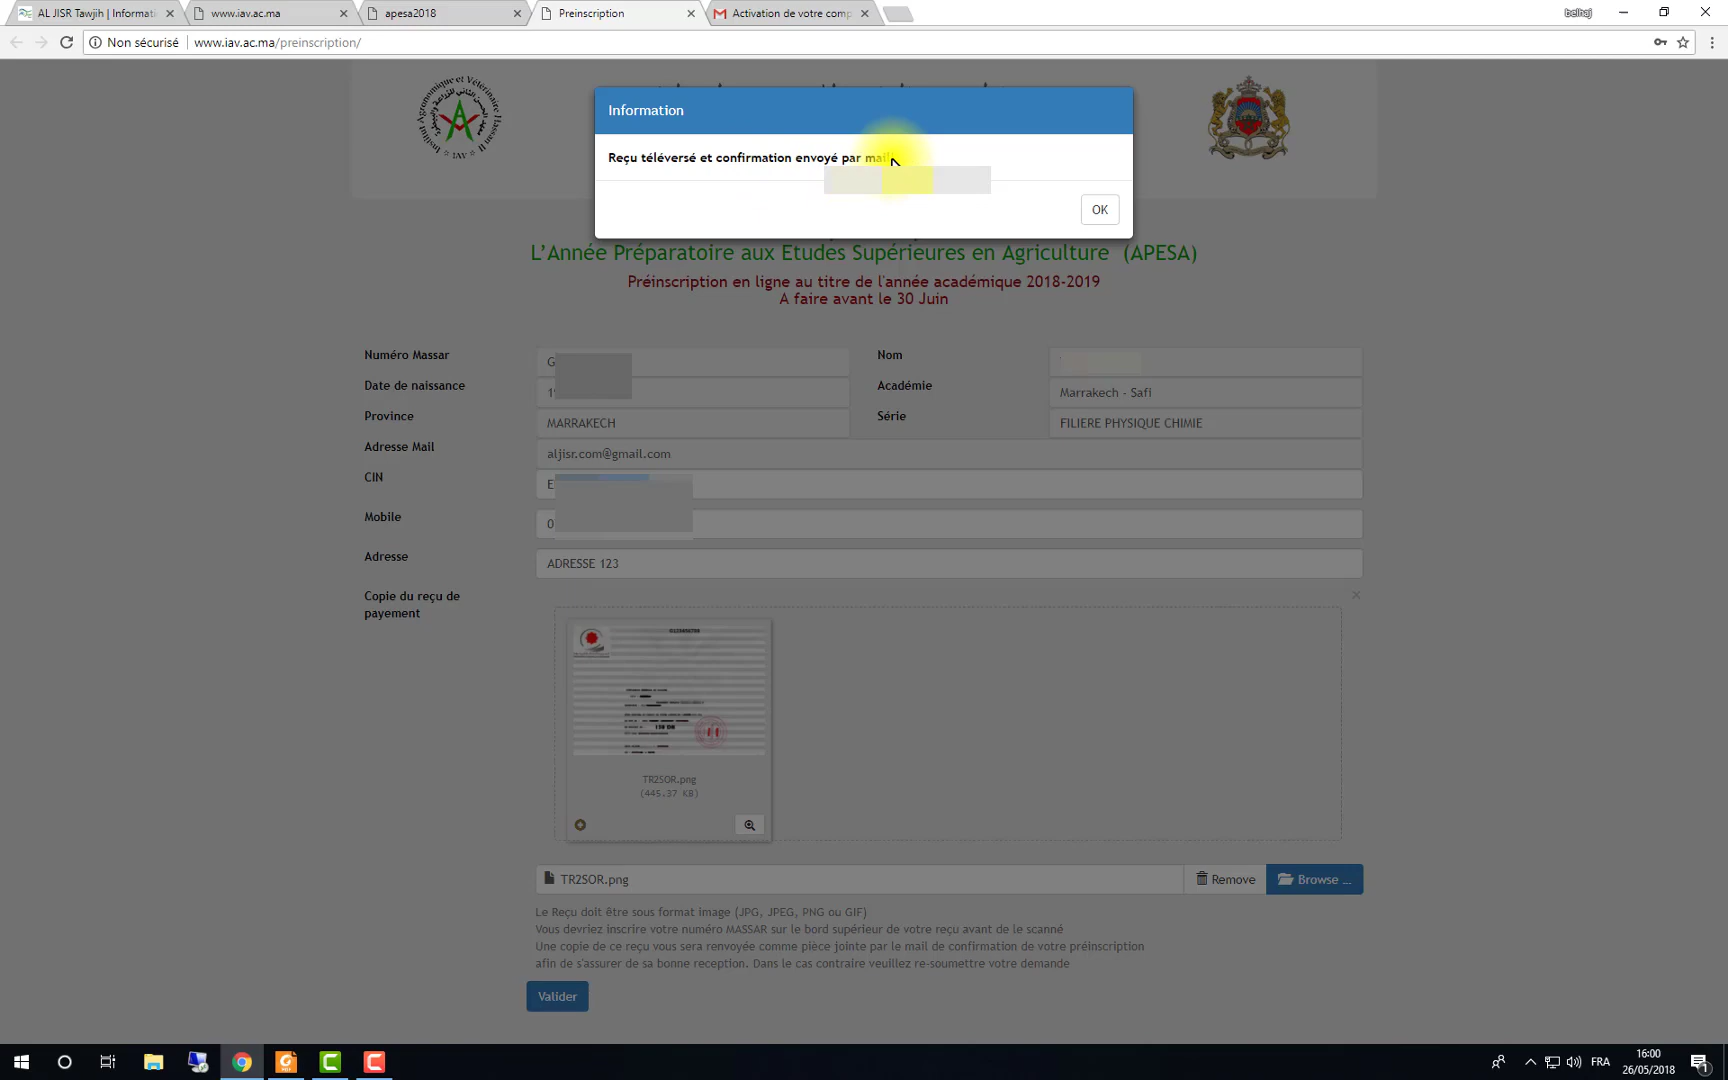 AL JISR Tawjih | Informati
www.iav.ac.ma
apesa2018
Preinscription
Activation de votre comp
belhaj
Non sécurisé
www.iav.ac.ma/preinscription/
Information
Reçu téléversé et confirmation envoyé par mail
OK
L'Année Préparatoire aux Etudes Supérieures en Agriculture (APESA)
Préinscription en ligne au titre de l'année académique 2018-2019
A faire avant le 30 Juin
Numéro Massar G
Nom
Date de naissance 19
Académie Marrakech - Safi
Province MARRAKECH
Série FILIERE PHYSIQUE CHIMIE
Adresse Mail aljisr.com@gmail.com
CIN E
Mobile 0
Adresse ADRESSE 123
Copie du reçu de
payement
TR2SOR.png
(445.37 KB)
TR2SOR.png
Remove
Browse ...
Le Reçu doit être sous format image (JPG, JPEG, PNG ou GIF)
Vous devriez inscrire votre numéro MASSAR sur le bord supérieur de votre reçu avant de le scanné
Une copie de ce reçu vous sera renvoyée comme pièce jointe par le mail de confirmation de votre préinscription
afin de s'assurer de sa bonne reception. Dans le cas contraire veuillez re-soumettre votre demande
Valider
FRA
16:00
26/05/2018
1